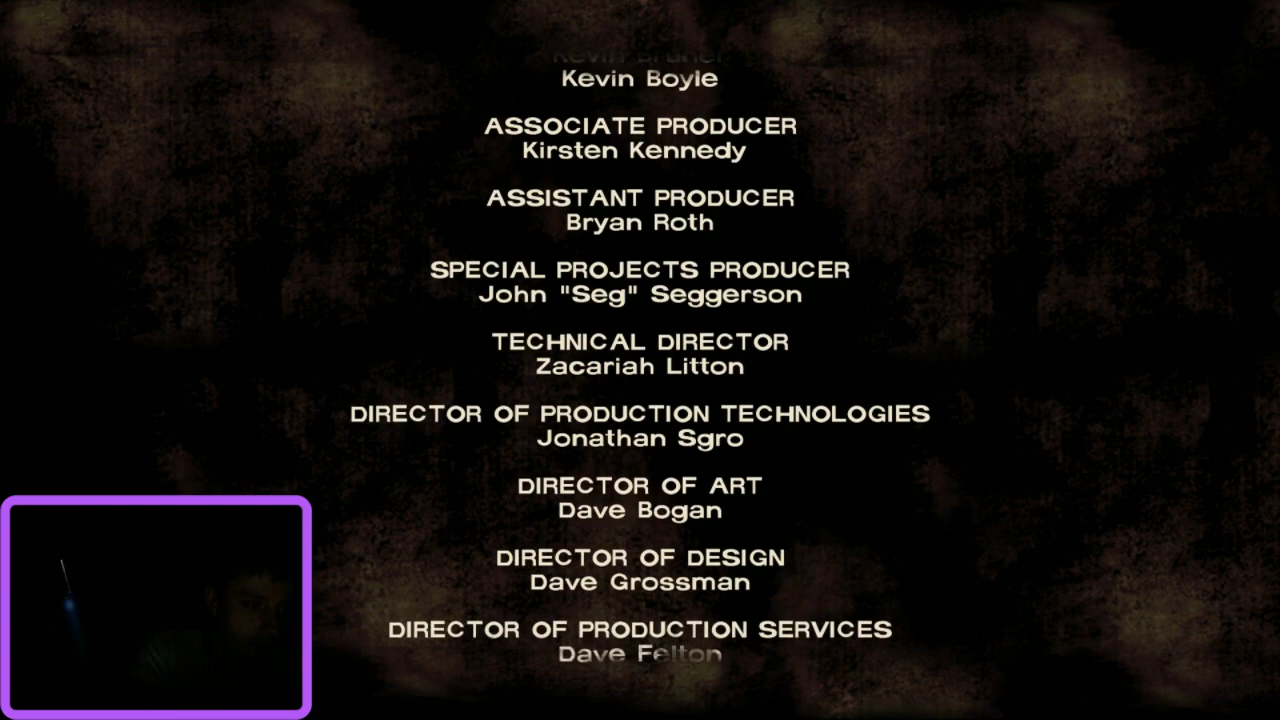 Kevin Bruner
Kevin Boyle
ASSOCIATE PRODUCER
Kirsten Kennedy
ASSISTANT PRODUCER
Bryan Roth
SPECIAL PROJECTS PRODUCER
John "Seg" Seggerson
TECHNICAL DIRECTOR
Zacariah Litton
DIRECTOR OF PRODUCTION TECHNOLOGIES
Jonathan Sgro
DIRECTOR OF ART
Dave Bogan
DIRECTOR OF DESIGN
Dave Grossman
DIRECTOR OF PRODUCTION SERVICES
Dave Felton